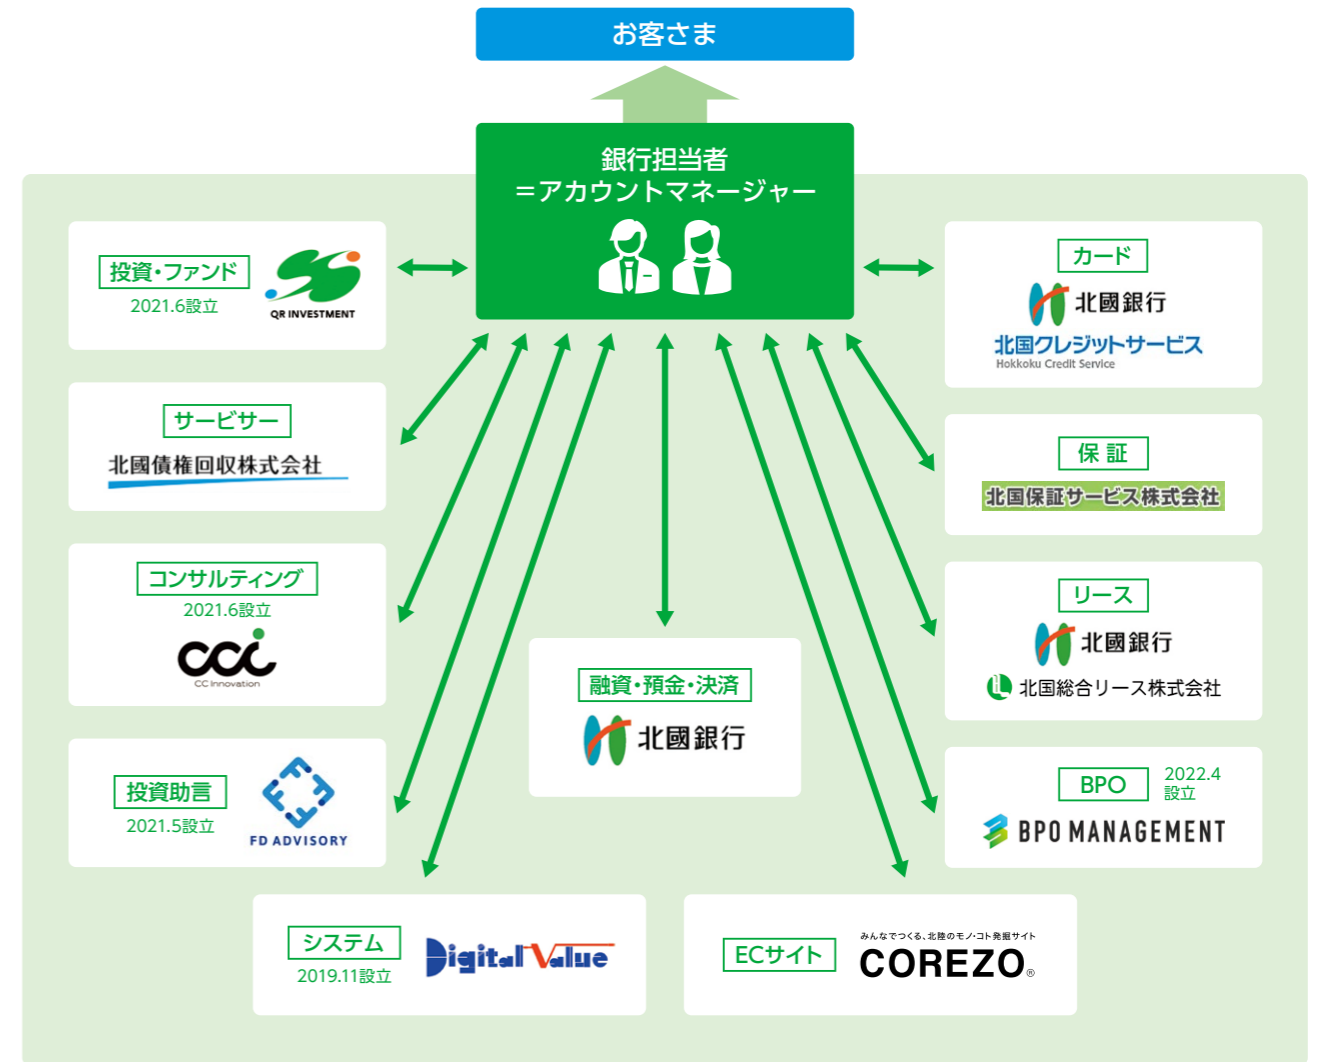 お客さま
銀行担当者
＝アカウントマネージャー
投資・ファンド
2021.6設立
QR INVESTMENT
サービサー
北國債権回収株式会社
コンサルティング
2021.6設立
cci
CC Innovation
投資助言
2021.5設立
FD ADVISORY
融資・預金・決済
北國銀行
カード
北國銀行
北国クレジットサービス
Hokkoku Credit Service
保 証
北国保証サービス株式会社
リース
北國銀行
北国総合リース株式会社
BPO
2022.4
設立
BPO MANAGEMENT
システム
2019.11設立
Digital Value
ECサイト
みんなでつくる、北陸のモノ・コト発掘サイト
COREZO®